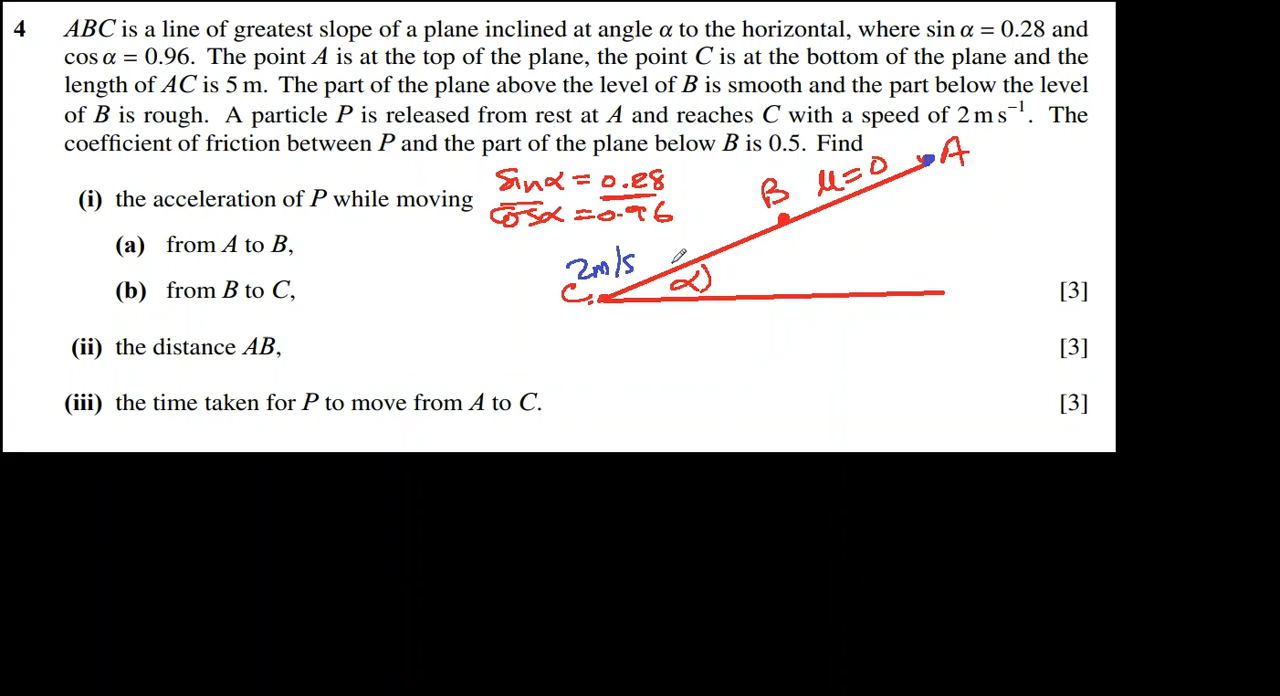 4 ABC is a line of greatest slope of a plane inclined at angle α to the horizontal, where sin α = 0.28 and
cos α = 0.96. The point A is at the top of the plane, the point C is at the bottom of the plane and the
length of AC is 5 m. The part of the plane above the level of B is smooth and the part below the level
of B is rough. A particle P is released from rest at A and reaches C with a speed of 2 m s⁻¹. The
coefficient of friction between P and the part of the plane below B is 0.5. Find
A
B μ=0
sinα = 0.28
(i) the acceleration of P while moving
cosα = 0.96
(a) from A to B,
2m/s
α
C
(b) from B to C, [3]
(ii) the distance AB, [3]
(iii) the time taken for P to move from A to C. [3]